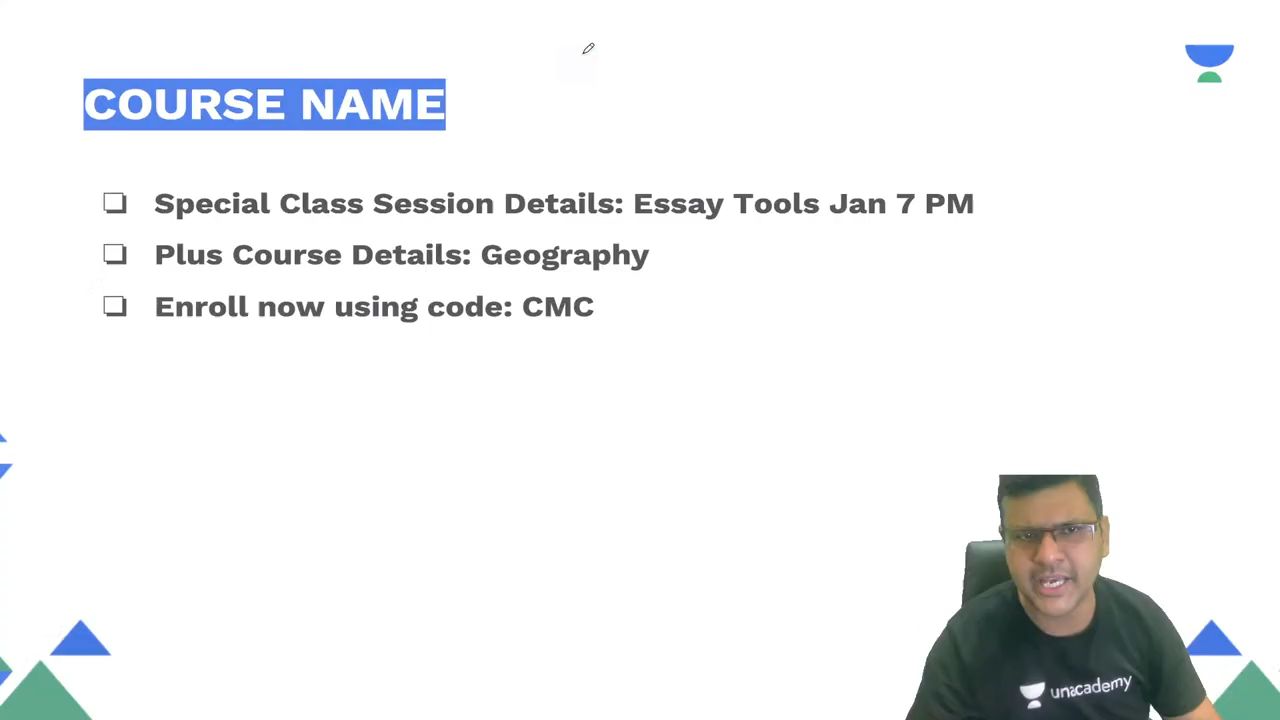 COURSE NAME
Special Class Session Details: Essay Tools Jan 7 PM
Plus Course Details: Geography
Enroll now using code: CMC
unacademy